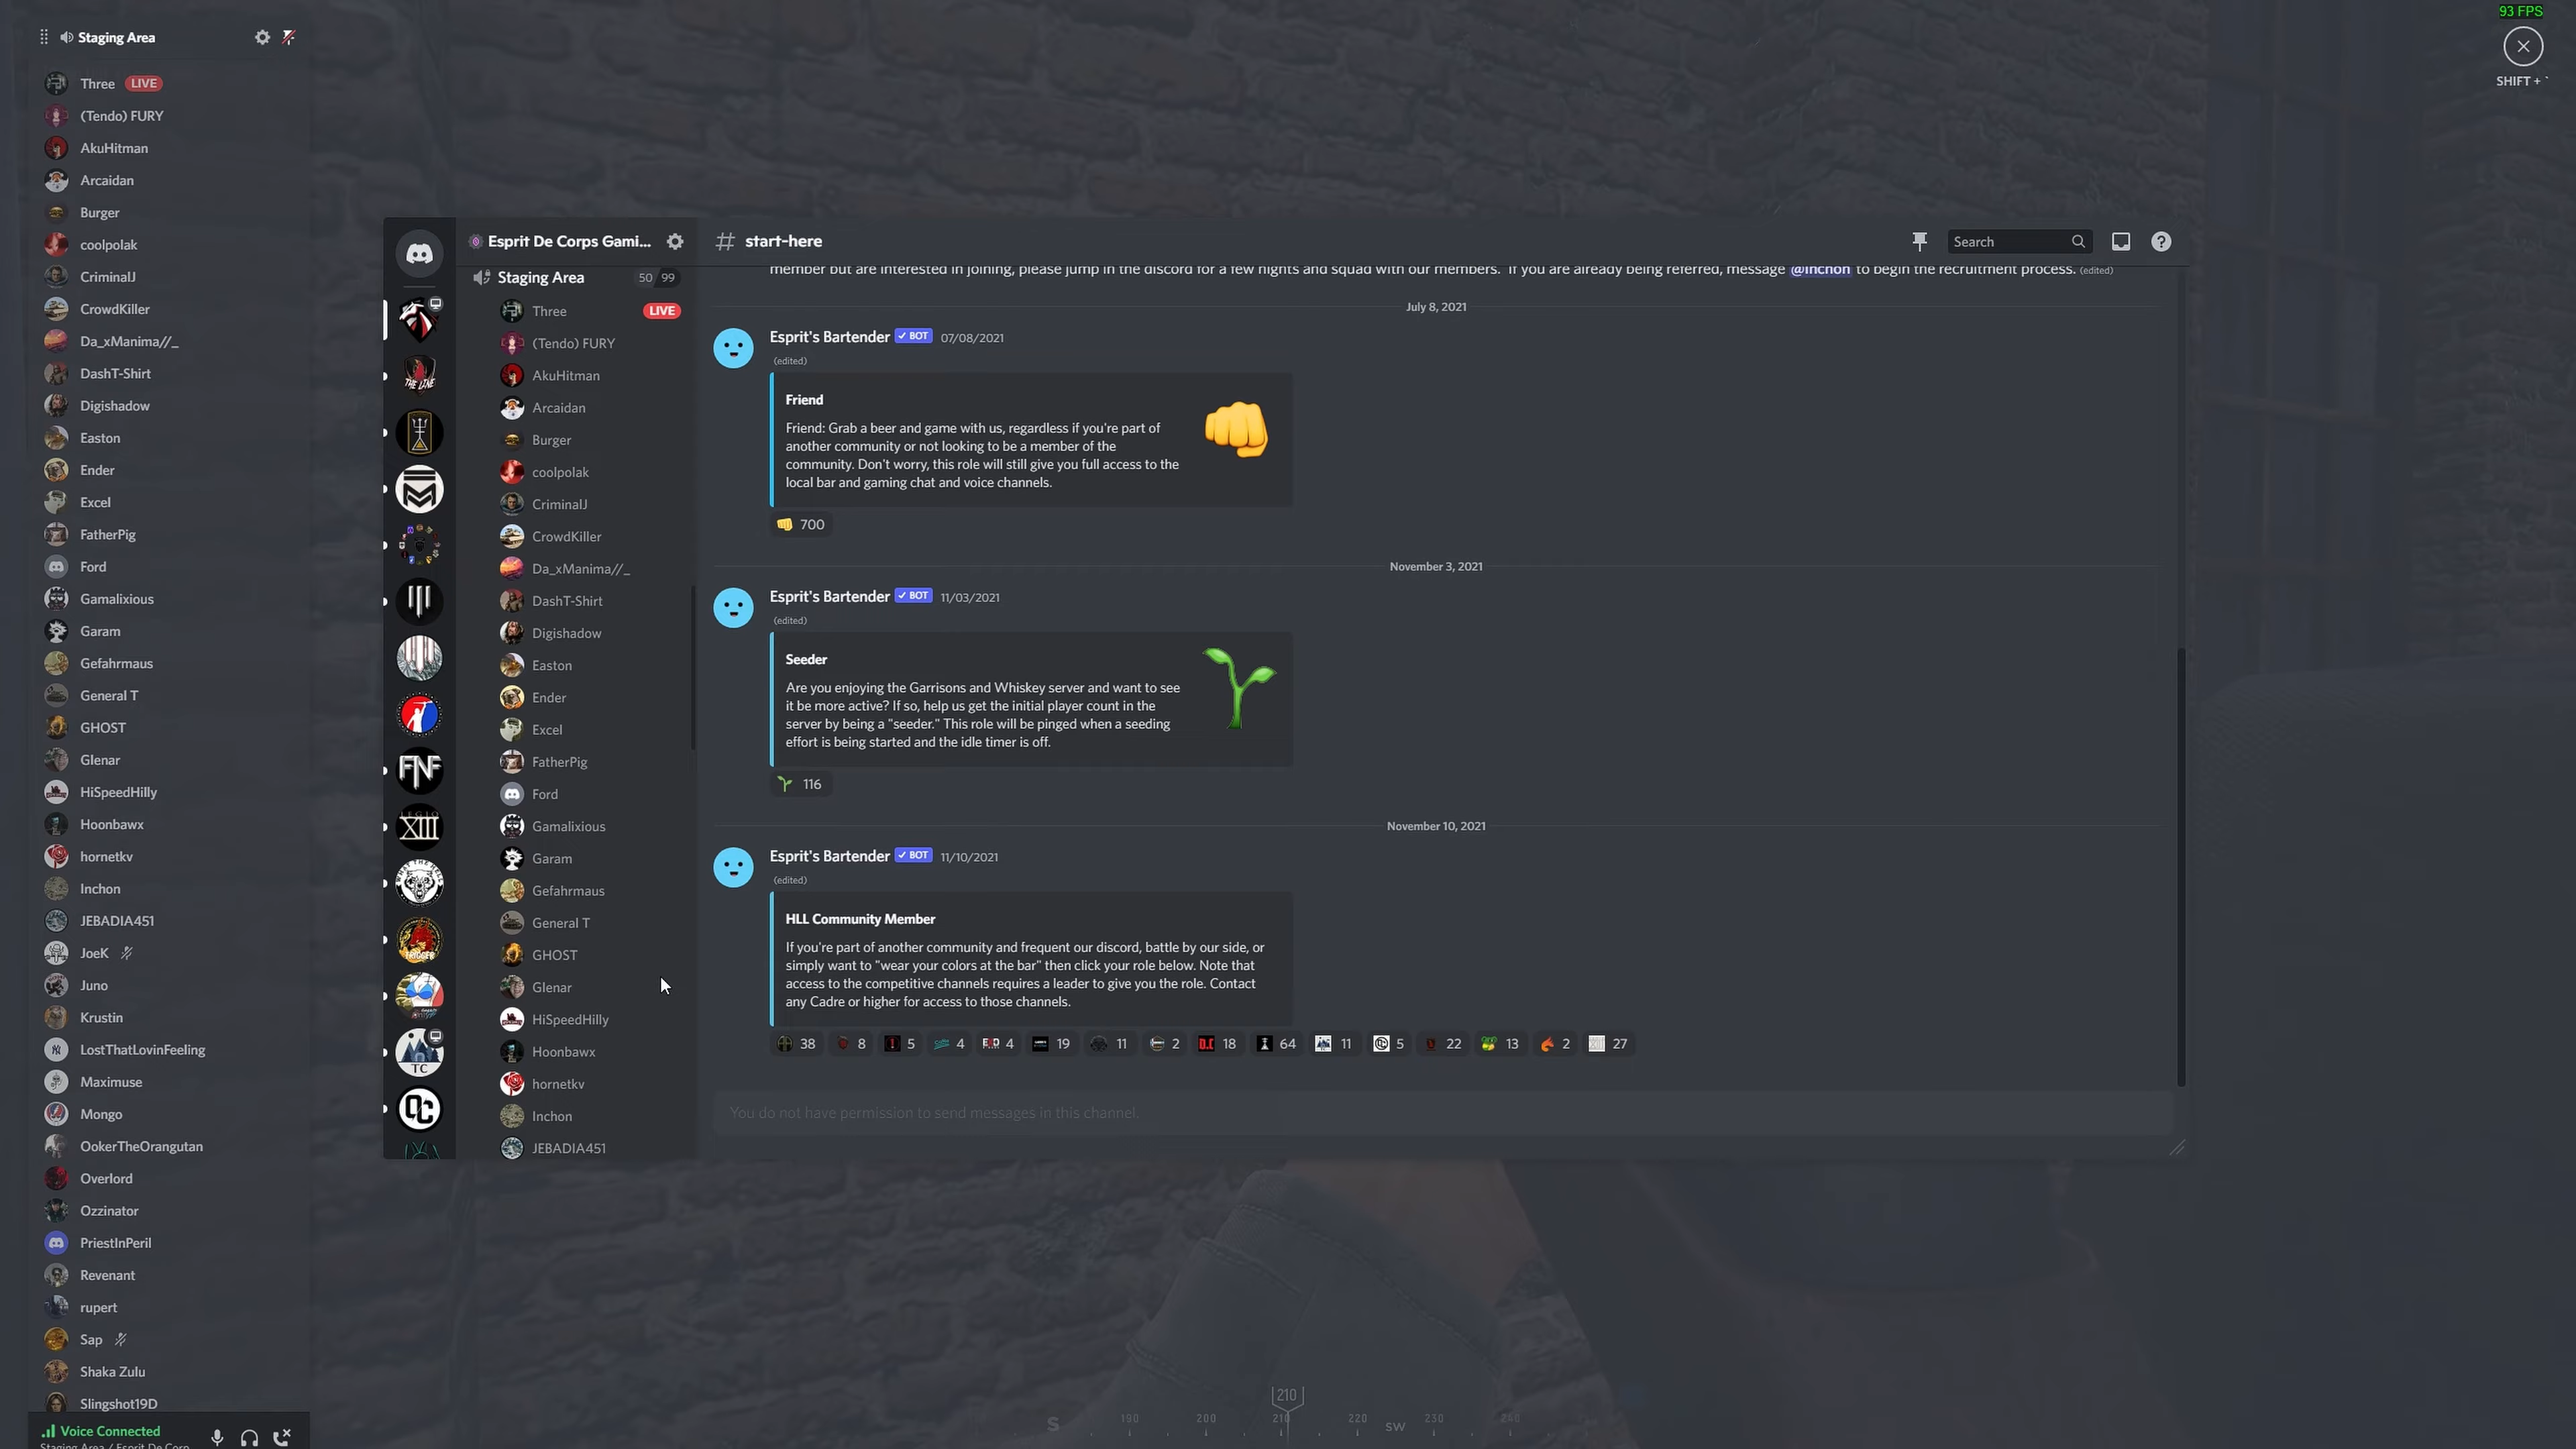 93 FPS
SHIFT + `
Staging Area
Three LIVE
(Tendo) FURY
AkuHitman
Arcaidan
Burger
coolpolak
CriminalJ
CrowdKiller
Da_xManima//_
DashT-Shirt
Digishadow
Easton
Ender
Excel
FatherPig
Ford
Gamalixious
Garam
Gefahrmaus
General T
GHOST
Glenar
HiSpeedHilly
Hoonbawx
hornetkv
Inchon
JEBADIA451
JoeK
Juno
Krustin
LostThatLovinFeeling
Maximuse
Mongo
OokerTheOrangutan
Overlord
Ozzinator
PriestInPeril
Revenant
rupert
Sap
Shaka Zulu
Slingshot19D
Voice Connected
Staging Area / Esprit De Corp
THE LINE
FNF
XIII
TRIGGER
TC
Esprit De Corps Gami...
Staging Area 50 99
Three LIVE
(Tendo) FURY
AkuHitman
Arcaidan
Burger
coolpolak
CriminalJ
CrowdKiller
Da_xManima//_
DashT-Shirt
Digishadow
Easton
Ender
Excel
FatherPig
Ford
Gamalixious
Garam
Gefahrmaus
General T
GHOST
Glenar
HiSpeedHilly
Hoonbawx
hornetkv
Inchon
JEBADIA451
# start-here
Search
member but are interested in joining, please jump in the discord for a few nights and squad with our members. If you are already being referred, message @Inchon to begin the recruitment process. (edited)
July 8, 2021
Esprit's Bartender ✓ BOT 07/08/2021
(edited)
Friend
Friend: Grab a beer and game with us, regardless if you're part of
another community or not looking to be a member of the
community. Don't worry, this role will still give you full access to the
local bar and gaming chat and voice channels.
700
November 3, 2021
Esprit's Bartender ✓ BOT 11/03/2021
(edited)
Seeder
Are you enjoying the Garrisons and Whiskey server and want to see
it be more active? If so, help us get the initial player count in the
server by being a "seeder." This role will be pinged when a seeding
effort is being started and the idle timer is off.
116
November 10, 2021
Esprit's Bartender ✓ BOT 11/10/2021
(edited)
HLL Community Member
If you're part of another community and frequent our discord, battle by our side, or
simply want to "wear your colors at the bar" then click your role below. Note that
access to the competitive channels requires a leader to give you the role. Contact
any Cadre or higher for access to those channels.
38 8 5 4 4 19 11 2 18 64 11 5 22 13 2 27
You do not have permission to send messages in this channel.
210
S 190 200 210 220 SW 230 240